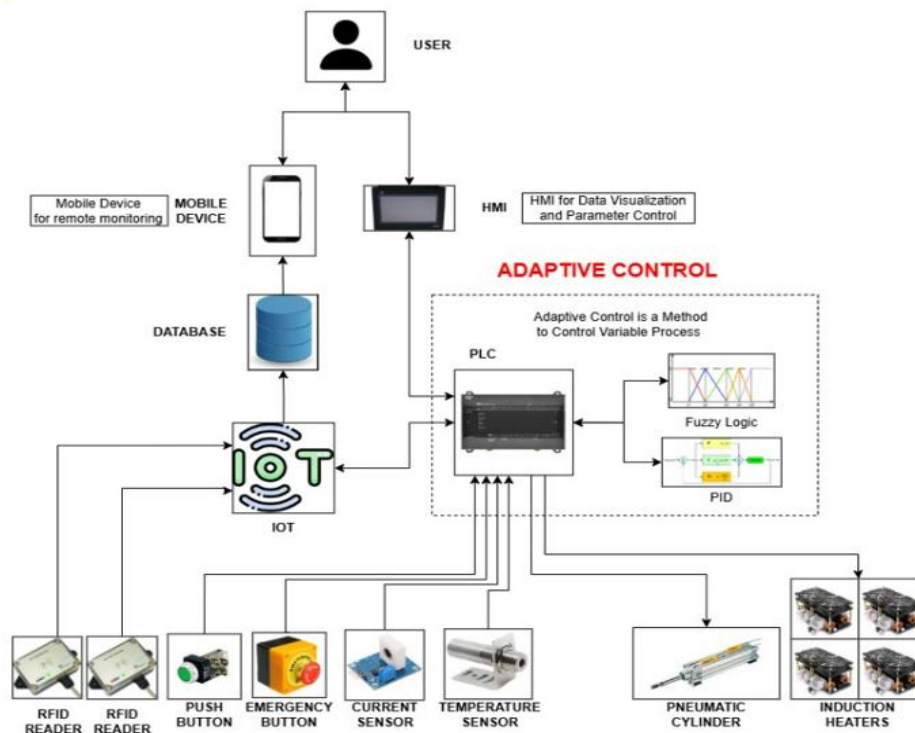 USER
Mobile Device
for remote monitoring
MOBILE
DEVICE
HMI
HMI for Data Visualization
and Parameter Control
ADAPTIVE CONTROL
Adaptive Control is a Method
to Control Variable Process
DATABASE
PLC
Fuzzy Logic
PID
IOT
IOT
RFID
READER
RFID
READER
PUSH
BUTTON
EMERGENCY
BUTTON
CURRENT
SENSOR
TEMPERATURE
SENSOR
PNEUMATIC
CYLINDER
INDUCTION
HEATERS